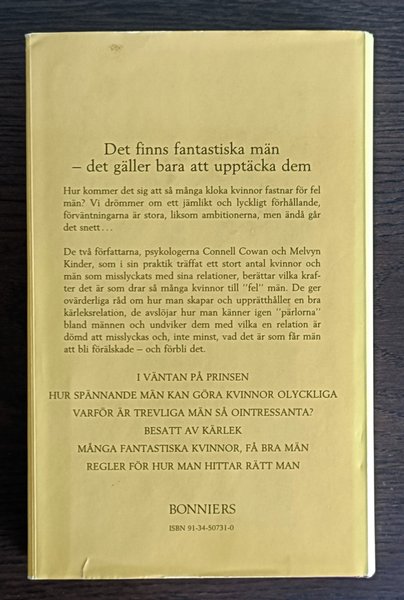 Det finns fantastiska män
– det gäller bara att upptäcka dem
Hur kommer det sig att så många kloka kvinnor fastnar för fel
män? Vi drömmer om ett jämlikt och lyckligt förhållande,
förväntningarna är stora, liksom ambitionerna, men ändå går
det snett...
De två författarna, psykologerna Connell Cowan och Melvyn
Kinder, som i sin praktik träffat ett stort antal kvinnor och
män som misslyckats med sina relationer, berättar vilka kraf-
ter det är som drar så många kvinnor till "fel" män. De ger
ovärderliga råd om hur man skapar och upprätthåller en bra
kärleksrelation, de avslöjar hur man känner igen "pärlorna"
bland männen och undviker dem med vilka en relation är
dömd att misslyckas och, inte minst, vad det är som får män
att bli förälskade – och förbli det.
I VÄNTAN PÅ PRINSEN
HUR SPÄNNANDE MÄN KAN GÖRA KVINNOR OLYCKLIGA
VARFÖR ÄR TREVLIGA MÄN SÅ OINTRESSANTA?
BESATT AV KÄRLEK
MÅNGA FANTASTISKA KVINNOR, FÅ BRA MÄN
REGLER FÖR HUR MAN HITTAR RÄTT MAN
BONNIERS
ISBN 91-34-50731-0